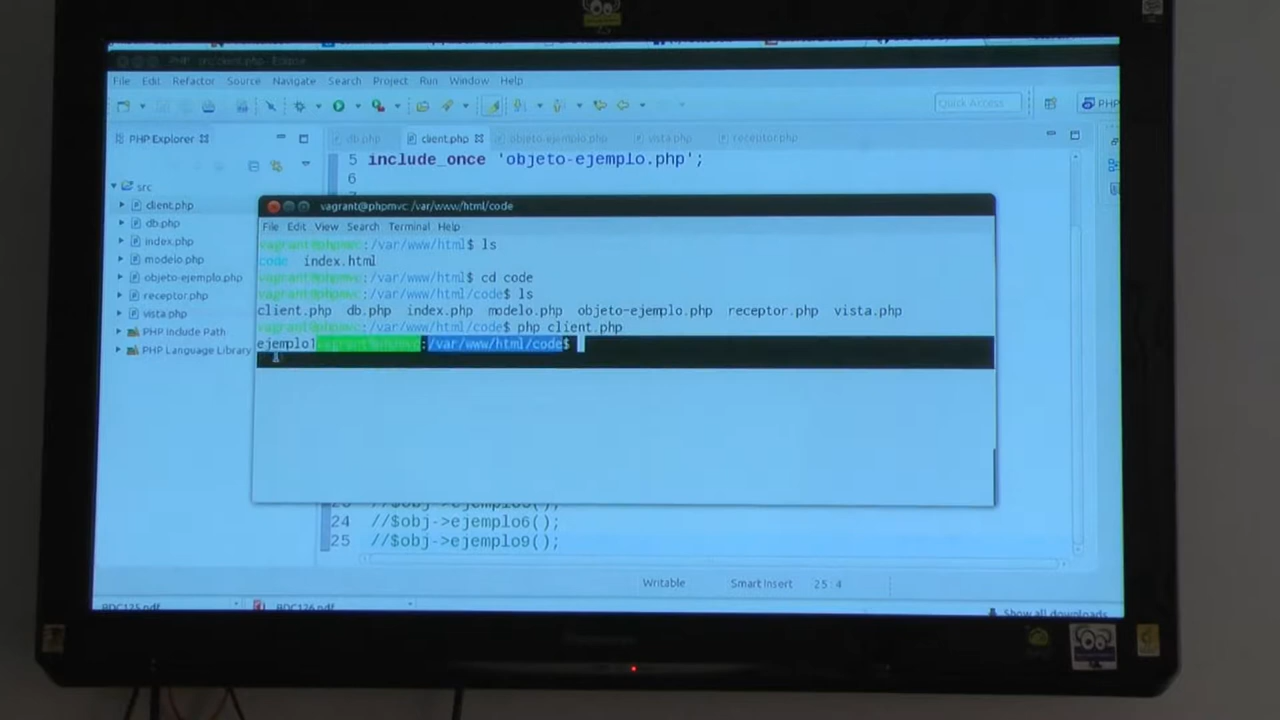 PHP - src/client.php - Eclipse
File Edit Refactor Source Navigate Search Project Run Window Help
Quick Access
PHP
PHP Explorer
db.php client.php objeto-ejemplo.php vista.php receptor.php
5 include_once 'objeto-ejemplo.php';
6
src
client.php
db.php
index.php
modelo.php
objeto-ejemplo.php
receptor.php
vista.php
PHP Include Path
PHP Language Library
vagrant@phpmvc: /var/www/html/code
File Edit View Search Terminal Help
vagrant@phpmvc:/var/www/html$ ls
code index.html
vagrant@phpmvc:/var/www/html$ cd code
vagrant@phpmvc:/var/www/html/code$ ls
client.php db.php index.php modelo.php objeto-ejemplo.php receptor.php vista.php
vagrant@phpmvc:/var/www/html/code$ php client.php
ejemplo1vagrant@phpmvc:/var/www/html/code$
24 //$obj->ejemplo6();
25 //$obj->ejemplo9();
Writable Smart Insert 25 : 4
BDC125.pdf BDC126.pdf Show all downloads